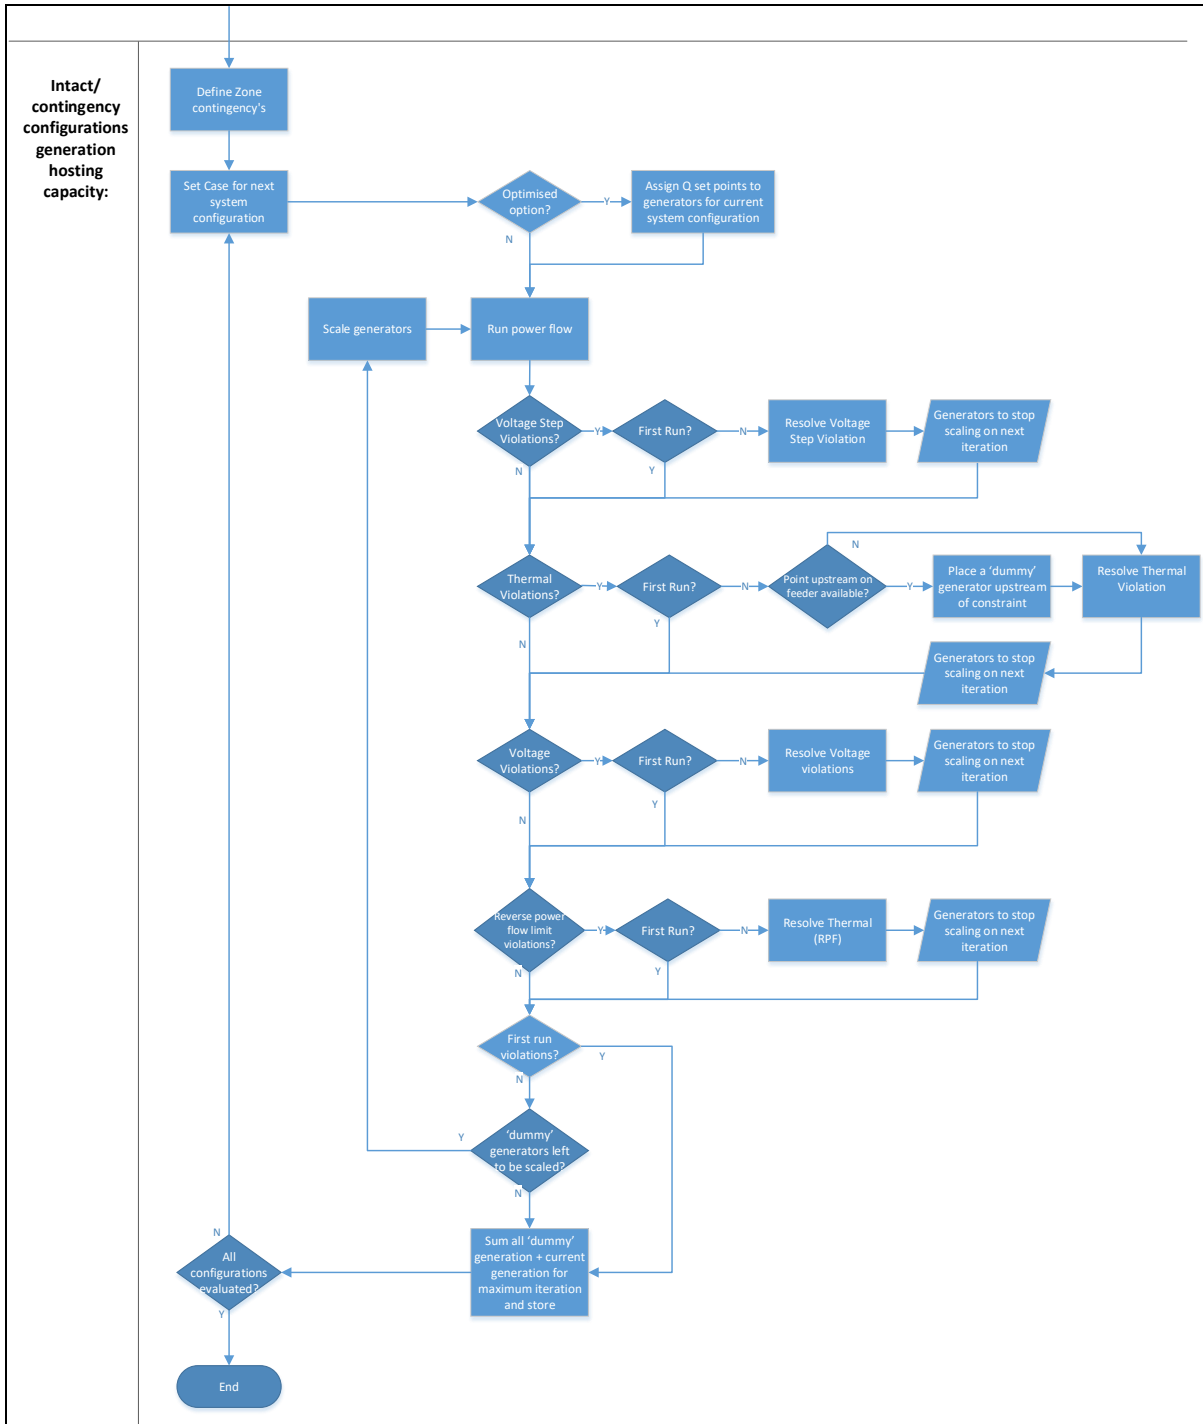 Intact/
contingency
configurations
generation
hosting
capacity:
Define Zone
contingency's
Set Case for next
system
configuration
Optimised
option?
Y
Assign Q set points to
generators for current
system configuration
N
Scale generators
Run power flow
Voltage Step
Violations?
Y
First Run?
N
Resolve Voltage
Step Violation
Generators to stop
scaling on next
iteration
N
Y
Thermal
Violations?
Y
First Run?
N
Point upstream on
feeder available?
N
Y
Place a ‘dummy’
generator upstream
of constraint
Resolve Thermal
Violation
N
Y
Generators to stop
scaling on next
iteration
Voltage
Violations?
Y
First Run?
N
Resolve Voltage
violations
Generators to stop
scaling on next
iteration
N
Y
Reverse power
flow limit
violations?
Y
First Run?
N
Resolve Thermal
(RPF)
Generators to stop
scaling on next
iteration
N
Y
First run
violations?
Y
N
‘dummy’
generators left
to be scaled?
Y
N
Sum all ‘dummy’
generation + current
generation for
maximum iteration
and store
N
All
configurations
evaluated?
Y
End